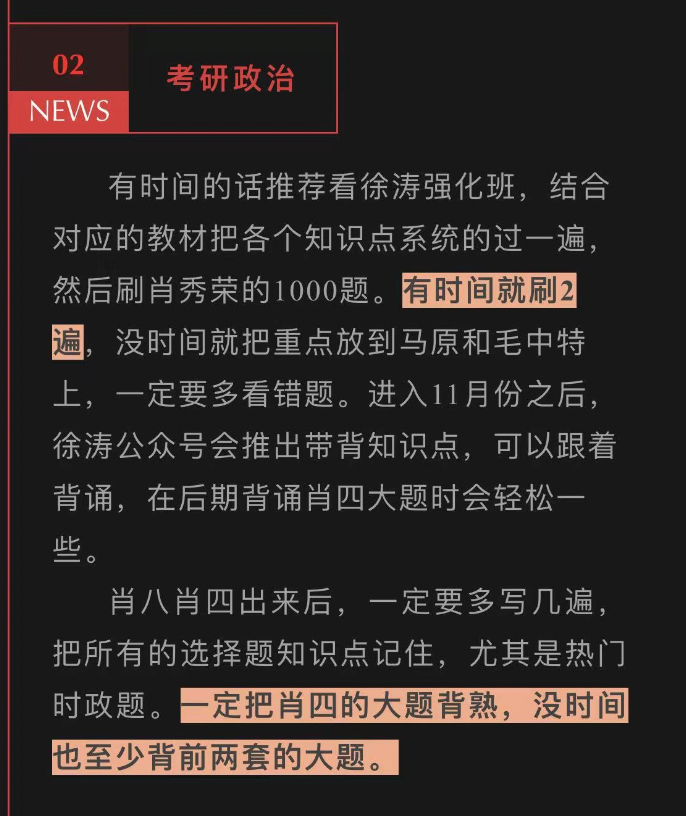 02
NEWS
考研政治
有时间的话推荐看徐涛强化班，结合
对应的教材把各个知识点系统的过一遍，
然后刷肖秀荣的1000题。有时间就刷2
遍，没时间就把重点放到马原和毛中特
上，一定要多看错题。进入11月份之后，
徐涛公众号会推出带背知识点，可以跟着
背诵，在后期背诵肖四大题时会轻松一
些。
肖八肖四出来后，一定要多写几遍，
把所有的选择题知识点记住，尤其是热门
时政题。一定把肖四的大题背熟，没时间
也至少背前两套的大题。